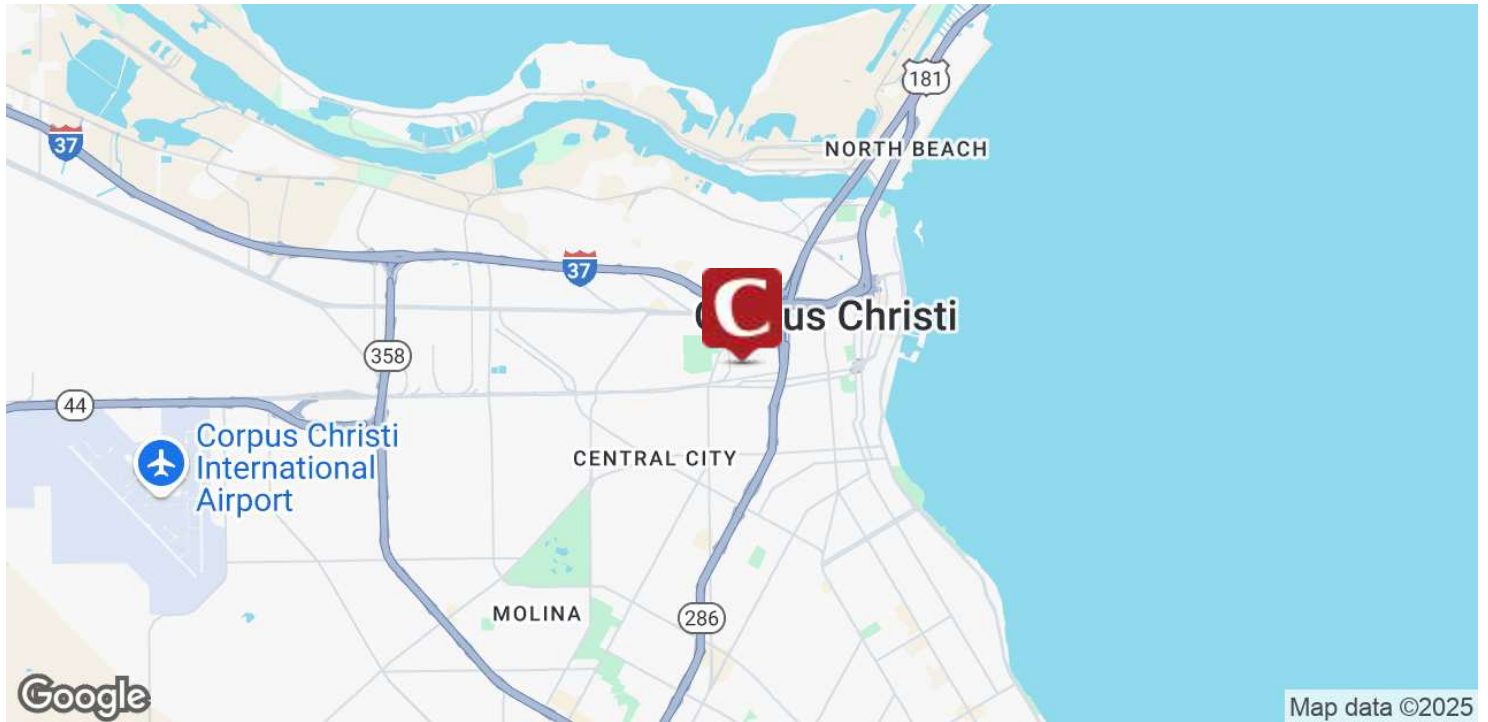 181
NORTH BEACH
37
37
C
us Christi
358
44
Corpus Christi
International
Airport
CENTRAL CITY
MOLINA
286
Google
Map data ©2025